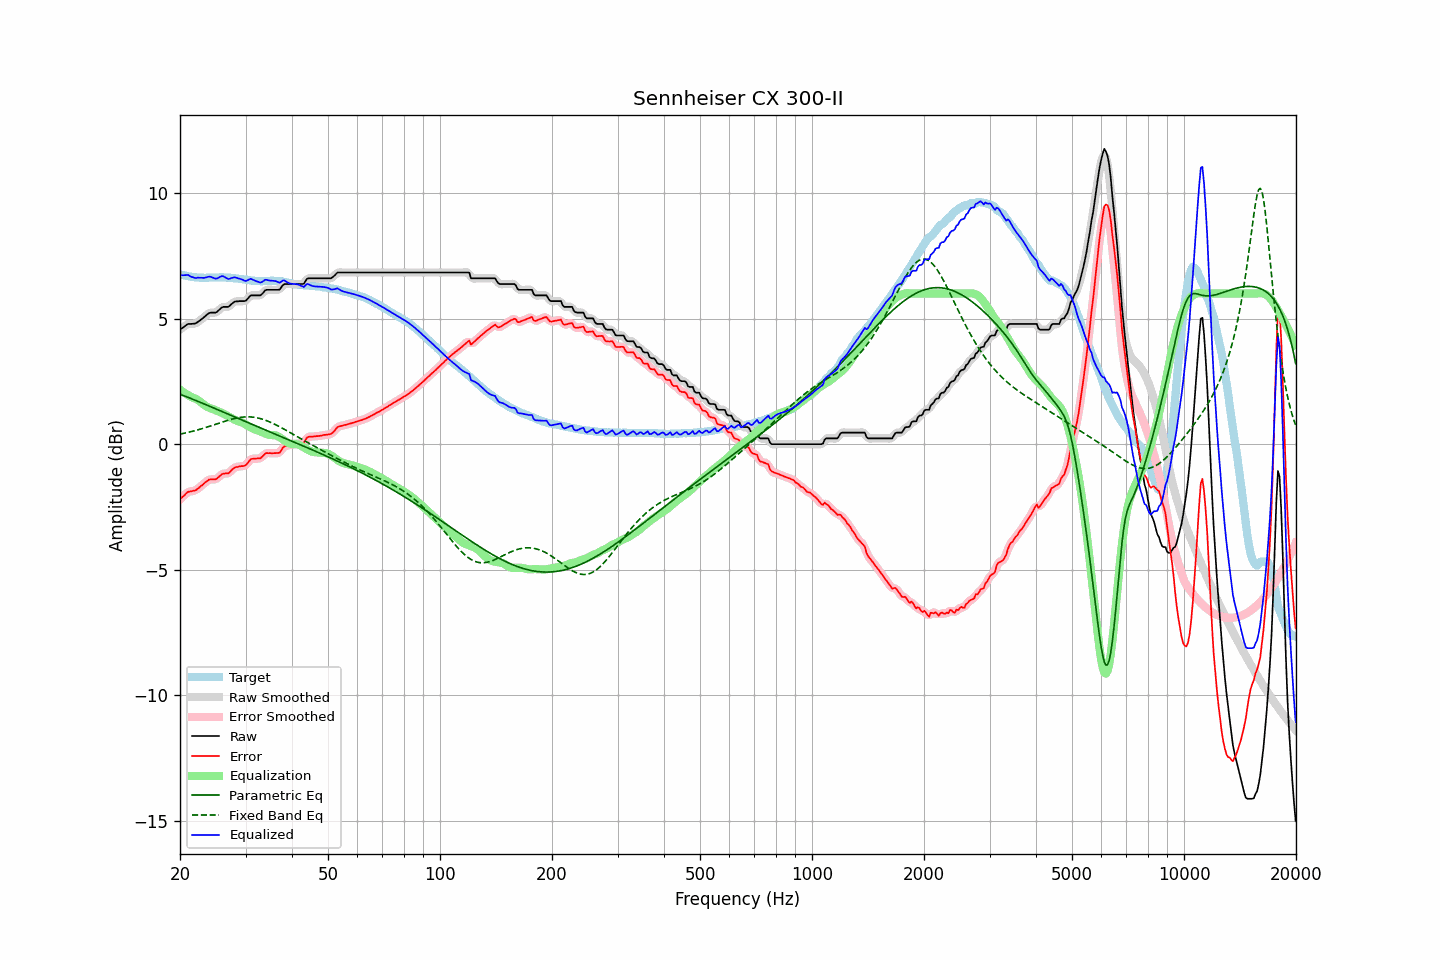 Sennheiser CX 300-II
Amplitude (dBr)
10
5
0
−5
−10
−15
Target
Raw Smoothed
Error Smoothed
Raw
Error
Equalization
Parametric Eq
Fixed Band Eq
Equalized
20 50 100 200 500 1000 2000 5000 10000 20000
Frequency (Hz)